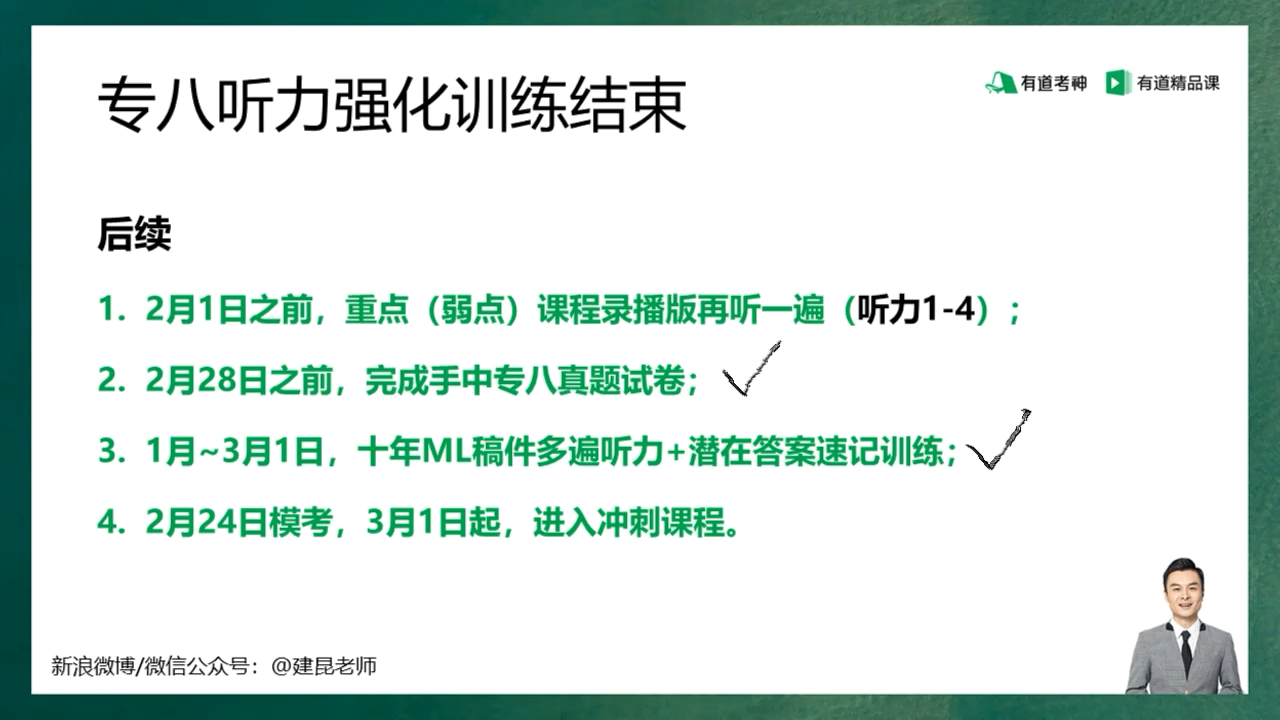 专八听力强化训练结束
有道考神 有道精品课
后续
1. 2月1日之前，重点（弱点）课程录播版再听一遍（听力1-4）；
2. 2月28日之前，完成手中专八真题试卷；
3. 1月~3月1日，十年ML稿件多遍听力+潜在答案速记训练；
4. 2月24日模考，3月1日起，进入冲刺课程。
新浪微博/微信公众号：@建昆老师